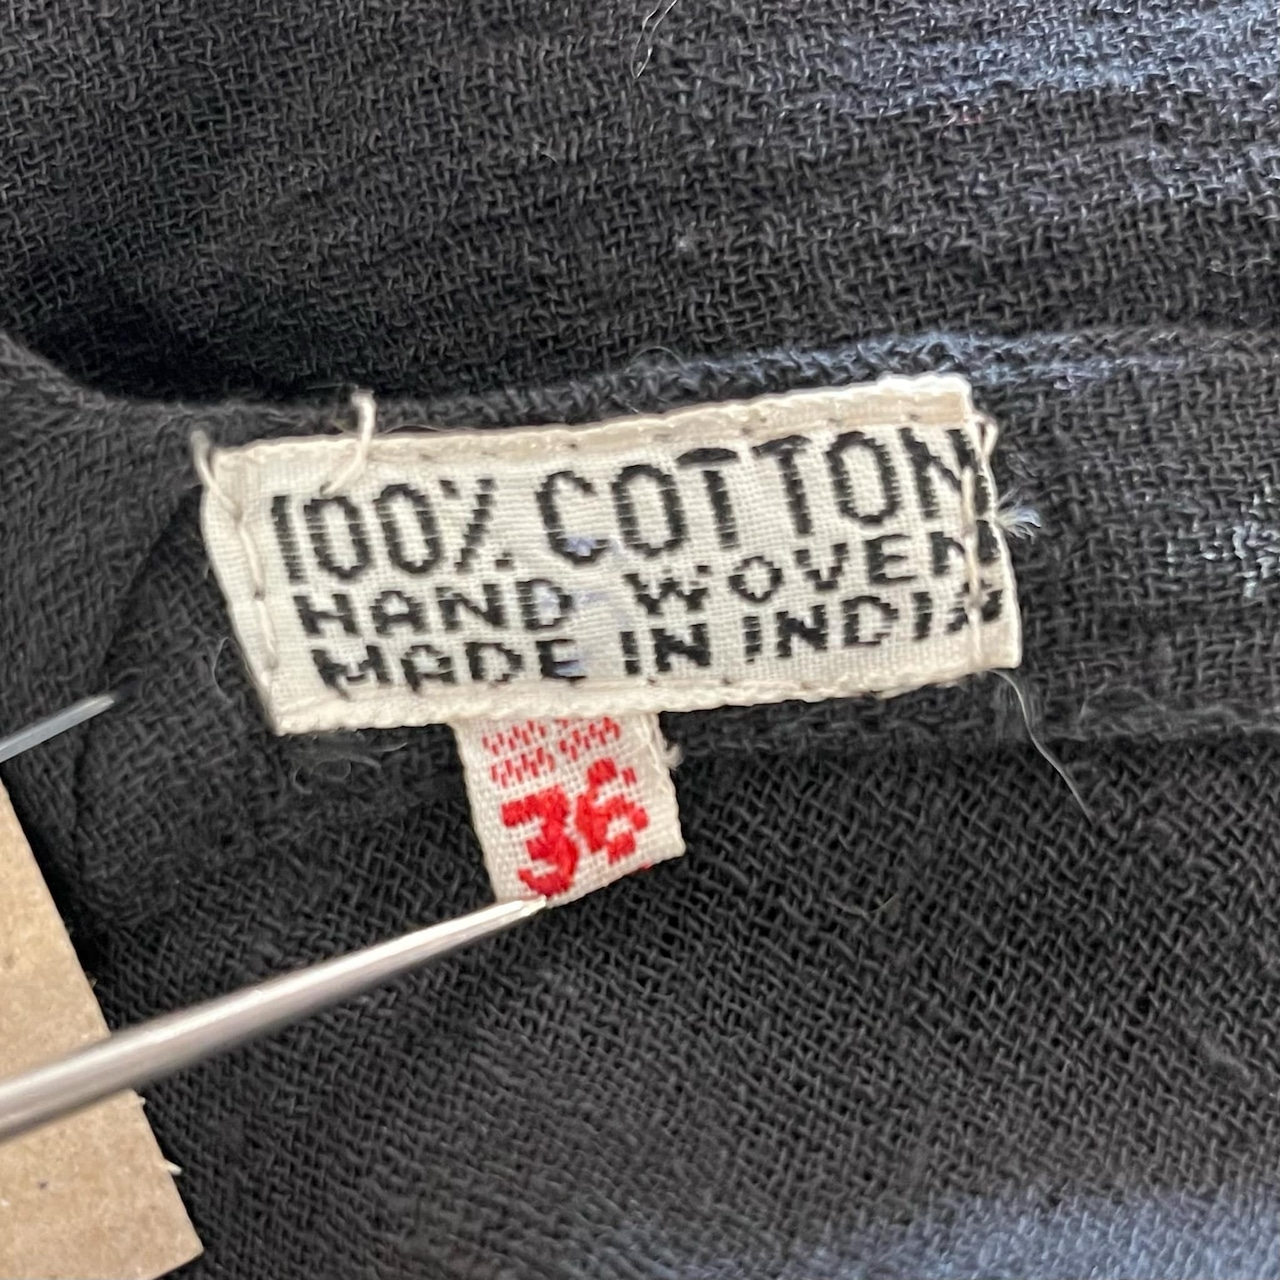 100% COTTON
HAND WOVEN
MADE IN INDIA
36